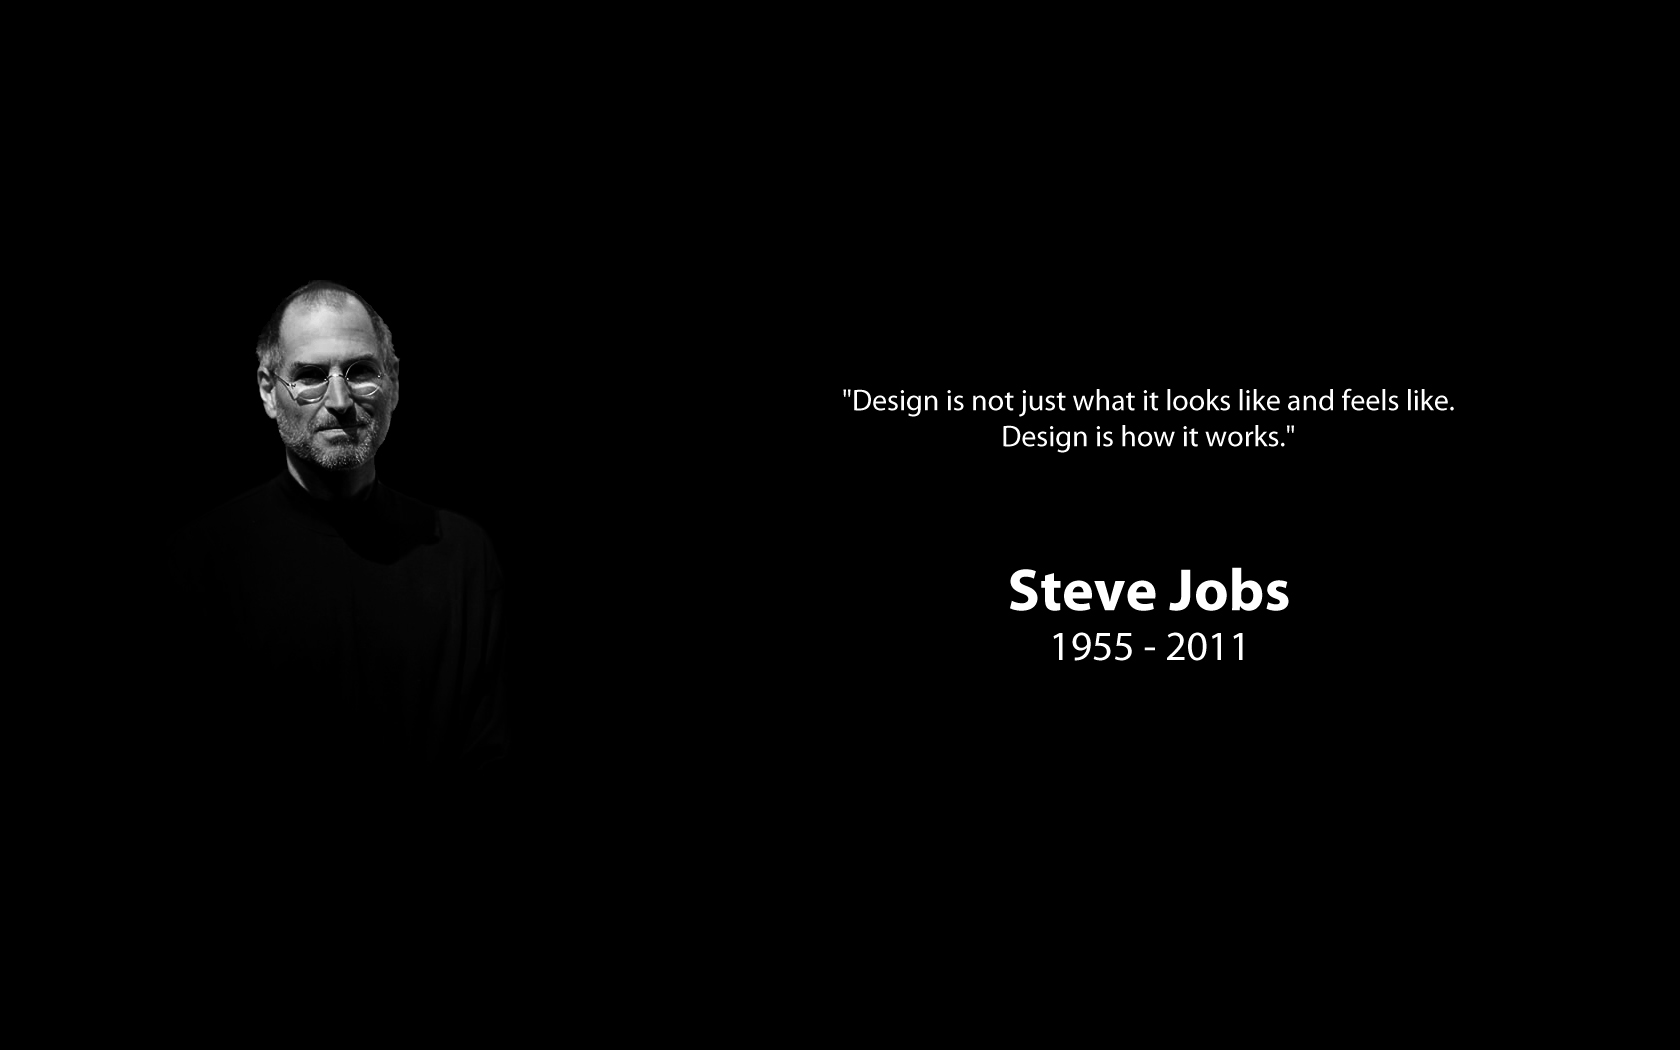 "Design is not just what it looks like and feels like.
Design is how it works."
Steve Jobs
1955 - 2011